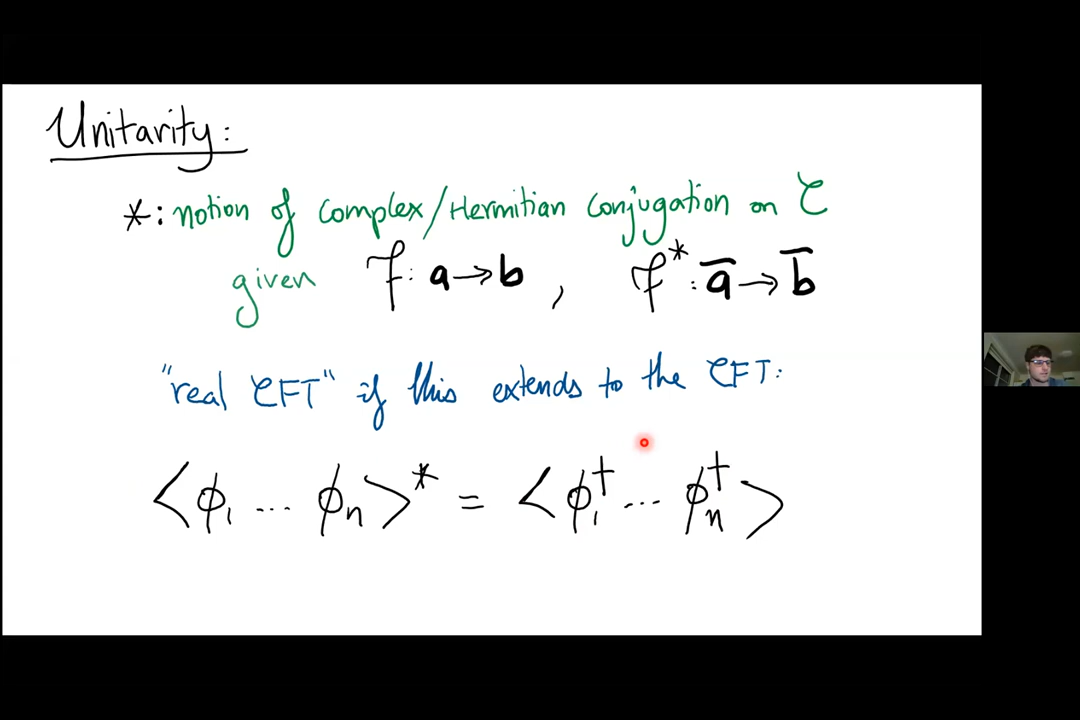 Unitarity:
*: notion of complex/Hermitian conjugation on 𝒞
given ƒ: a → b , ƒ*: a̅ → b̅
"real CFT" if this extends to the CFT:
<ϕ₁ ... ϕₙ>* = <ϕ₁† ... ϕₙ†>